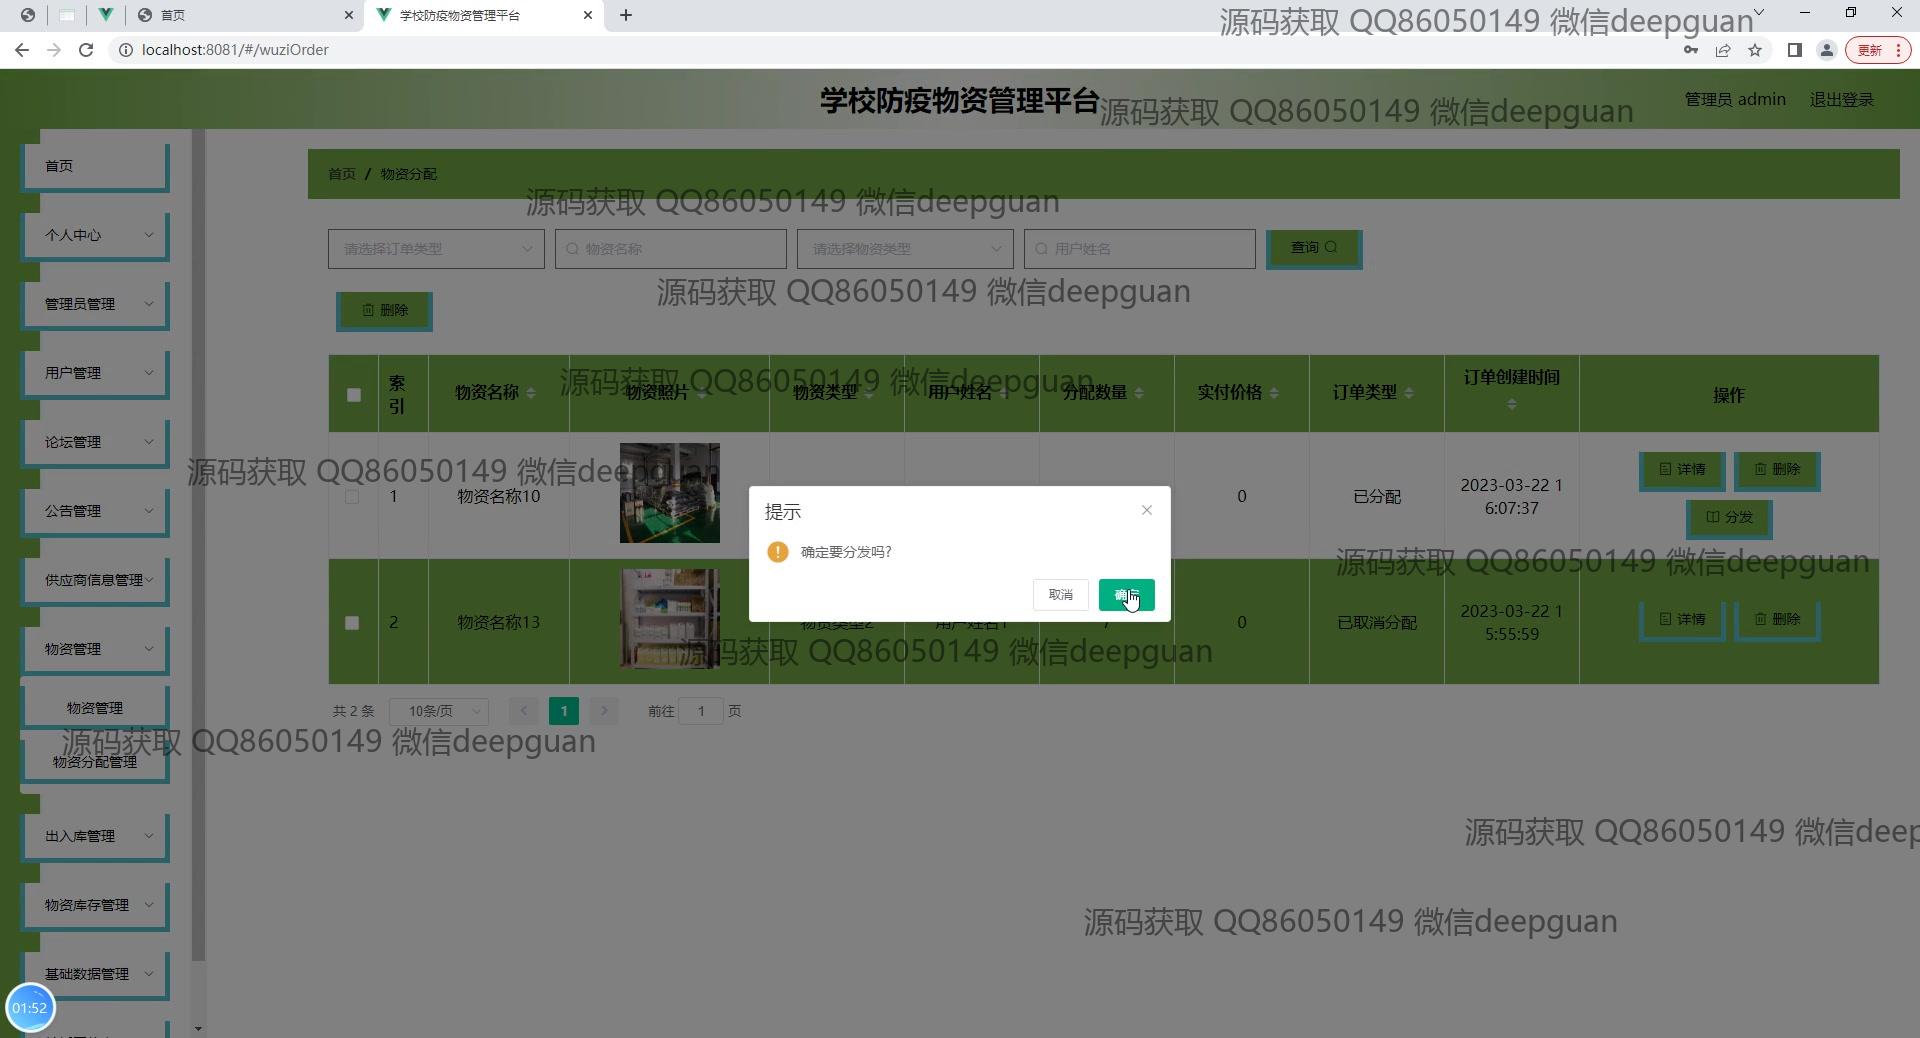 首页
学校防疫物资管理平台
源码获取 QQ86050149 微信deepguan
localhost:8081/#/wuziOrder
更新
学校防疫物资管理平台
源码获取 QQ86050149 微信deepguan
管理员 admin
退出登录
首页
个人中心
管理员管理
用户管理
论坛管理
公告管理
供应商信息管理
物资管理
物资管理
物资分配管理
出入库管理
物资库存管理
基础数据管理
01:52
首页 / 物资分配
源码获取 QQ86050149 微信deepguan
请选择订单类型
物资名称
请选择物资类型
用户姓名
查询
源码获取 QQ86050149 微信deepguan
删除
索引 物资名称 物资照片 物资类型 用户姓名 分配数量 实付价格 订单类型 订单创建时间 操作
源码获取 QQ86050149 微信deepguan
源码获取 QQ86050149 微信deepguan
1 物资名称10 0 已分配 2023-03-22 1
6:07:37
详情 删除
分发
提示
确定要分发吗?
取消
源码获取 QQ86050149 微信deepguan
2 物资名称13 物资类型2 用户姓名1 0 已取消分配 2023-03-22 1
5:55:59
详情 删除
源码获取 QQ86050149 微信deepguan
共 2 条 10条/页 1 前往 1 页
源码获取 QQ86050149 微信deepguan
源码获取 QQ86050149 微信deep
源码获取 QQ86050149 微信deepguan